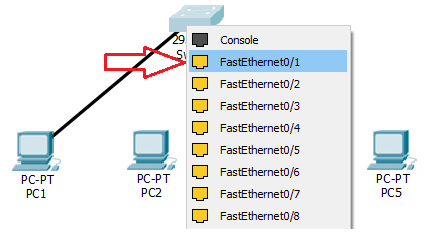 29
Sw
Console
FastEthernet0/1
FastEthernet0/2
FastEthernet0/3
FastEthernet0/4
FastEthernet0/5
FastEthernet0/6
FastEthernet0/7
FastEthernet0/8
PC-PT
PC1
PC-PT
PC2
PC-PT
PC5